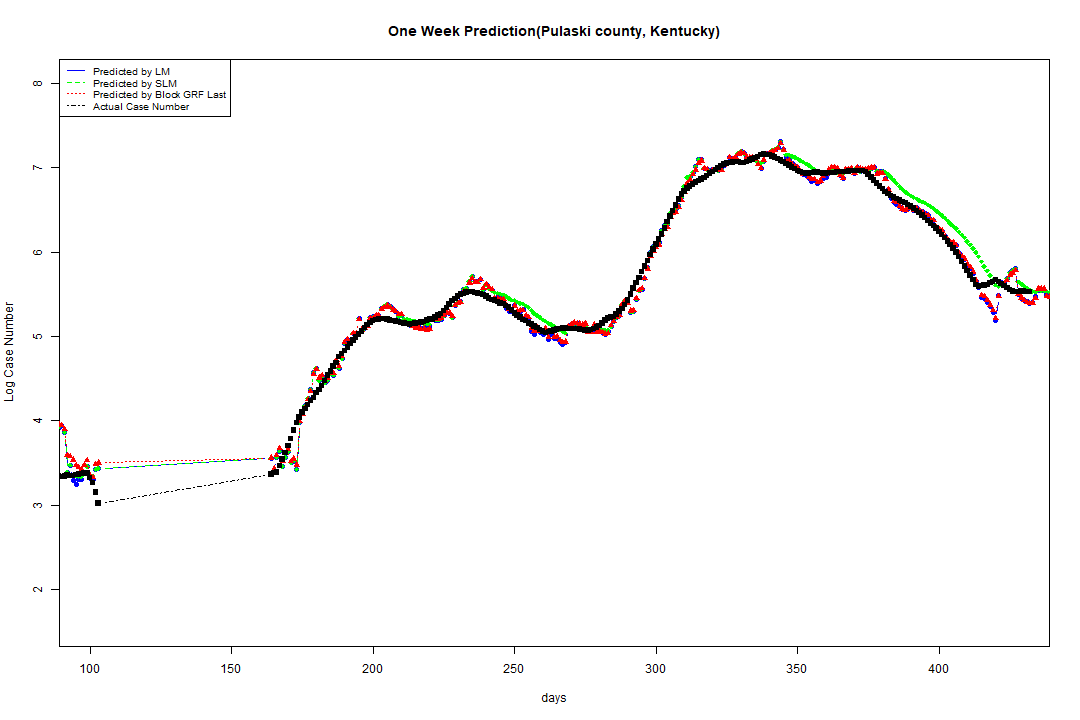 One Week Prediction(Pulaski county, Kentucky)
Predicted by LM
Predicted by SLM
Predicted by Block GRF Last
Actual Case Number
8
7
6
5
4
3
2
Log Case Number
100 150 200 250 300 350 400
days